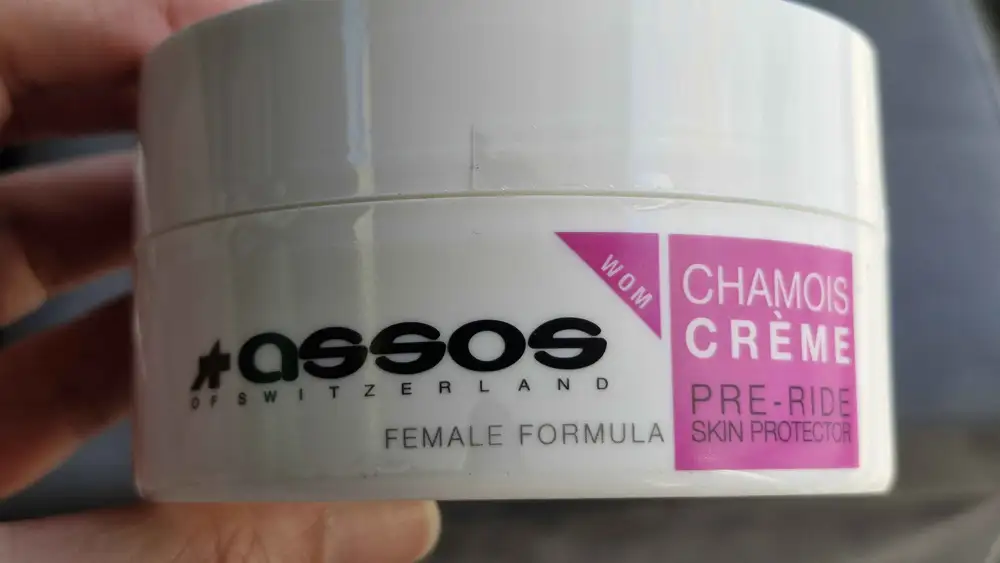 WOM
CHAMOIS
CRÈME
PRE-RIDE
SKIN PROTECTOR
assos
OF SWITZERLAND
FEMALE FORMULA